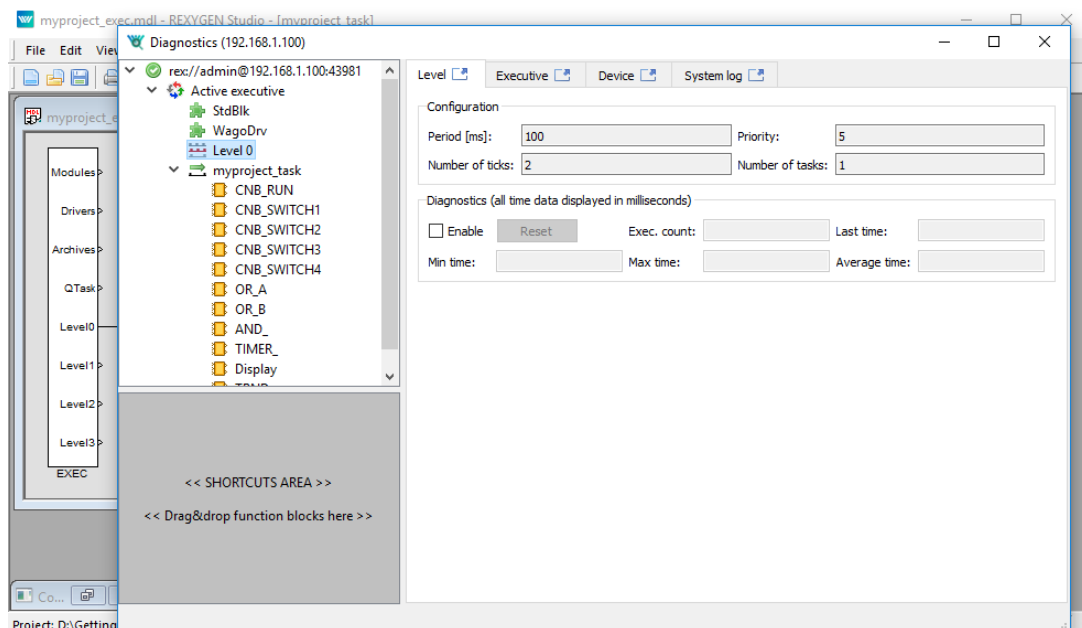 myproject_exec.mdl - REXYGEN Studio - [myproject_task]
File Edit View
Diagnostics (192.168.1.100)
rex://admin@192.168.1.100:43981
Active executive
StdBlk
WagoDrv
Level 0
myproject_task
CNB_RUN
CNB_SWITCH1
CNB_SWITCH2
CNB_SWITCH3
CNB_SWITCH4
OR_A
OR_B
AND_
TIMER_
Display
<< SHORTCUTS AREA >>
<< Drag&drop function blocks here >>
Level Executive Device System log
Configuration
Period [ms]: 100 Priority: 5
Number of ticks: 2 Number of tasks: 1
Diagnostics (all time data displayed in milliseconds)
Enable Reset Exec. count: Last time:
Min time: Max time: Average time:
myproject_e
Modules
Drivers
Archives
QTask
Level0
Level1
Level2
Level3
EXEC
Co...
Project: D:\Getting